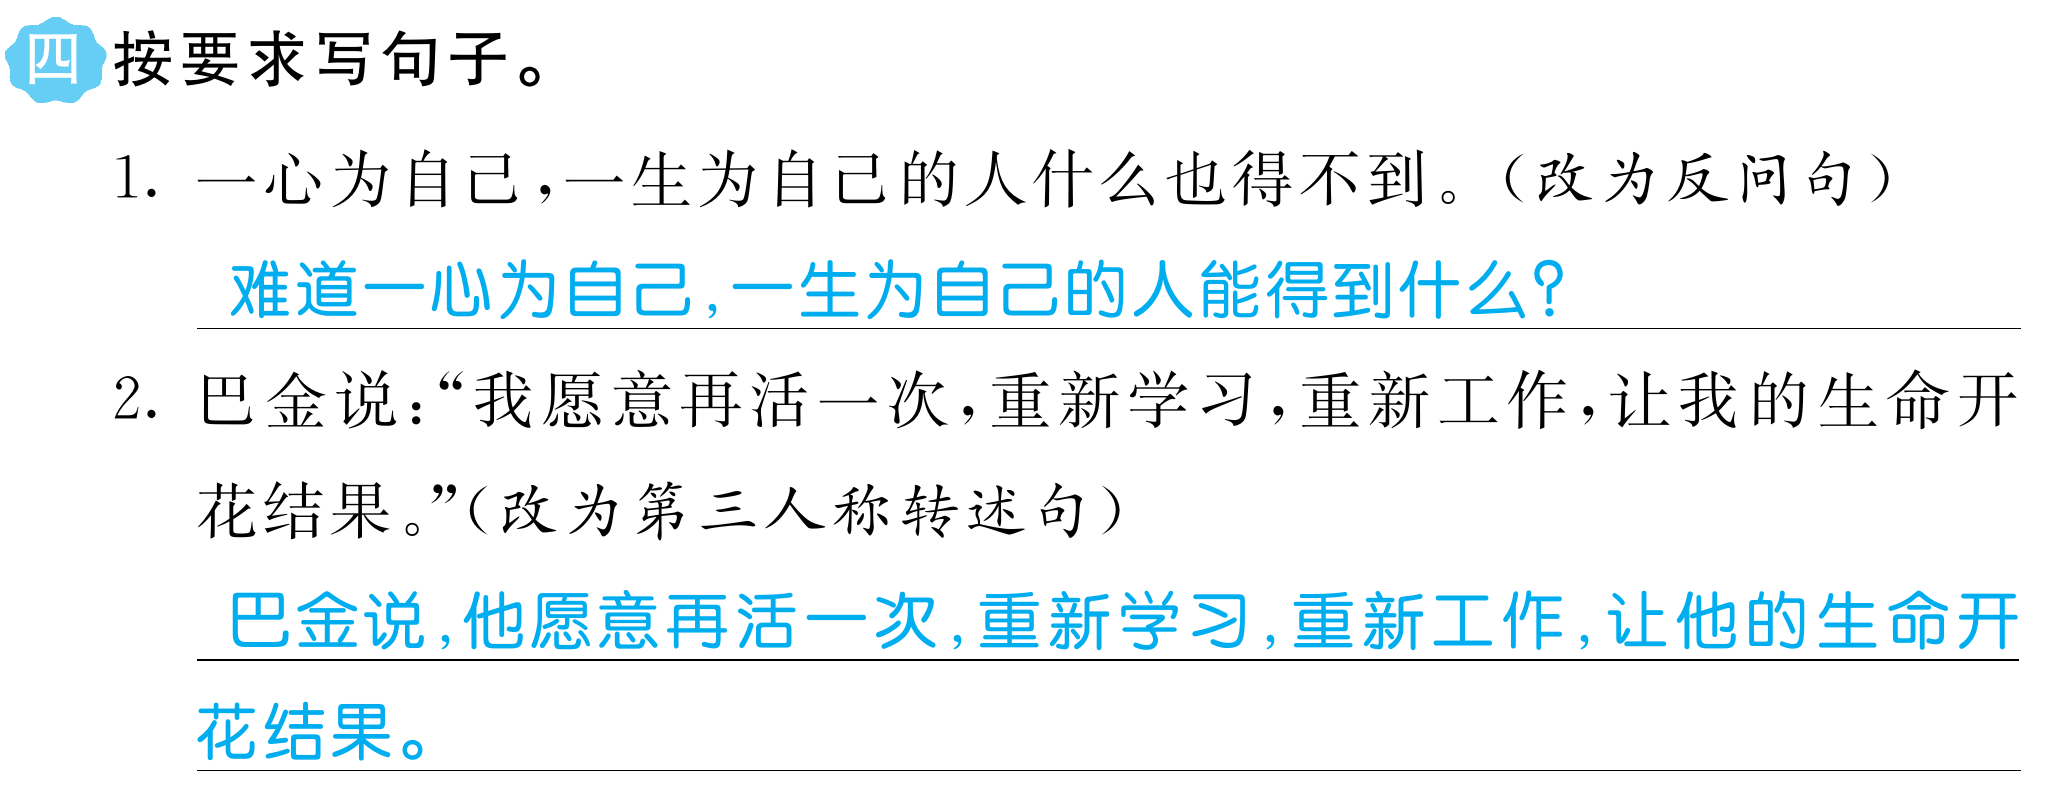 四 按要求写句子。
1. 一心为自己,一生为自己的人什么也得不到。(改为反问句)
难道一心为自己,一生为自己的人能得到什么?
2. 巴金说:“我愿意再活一次,重新学习,重新工作,让我的生命开
花结果。”(改为第三人称转述句)
巴金说,他愿意再活一次,重新学习,重新工作,让他的生命开
花结果。